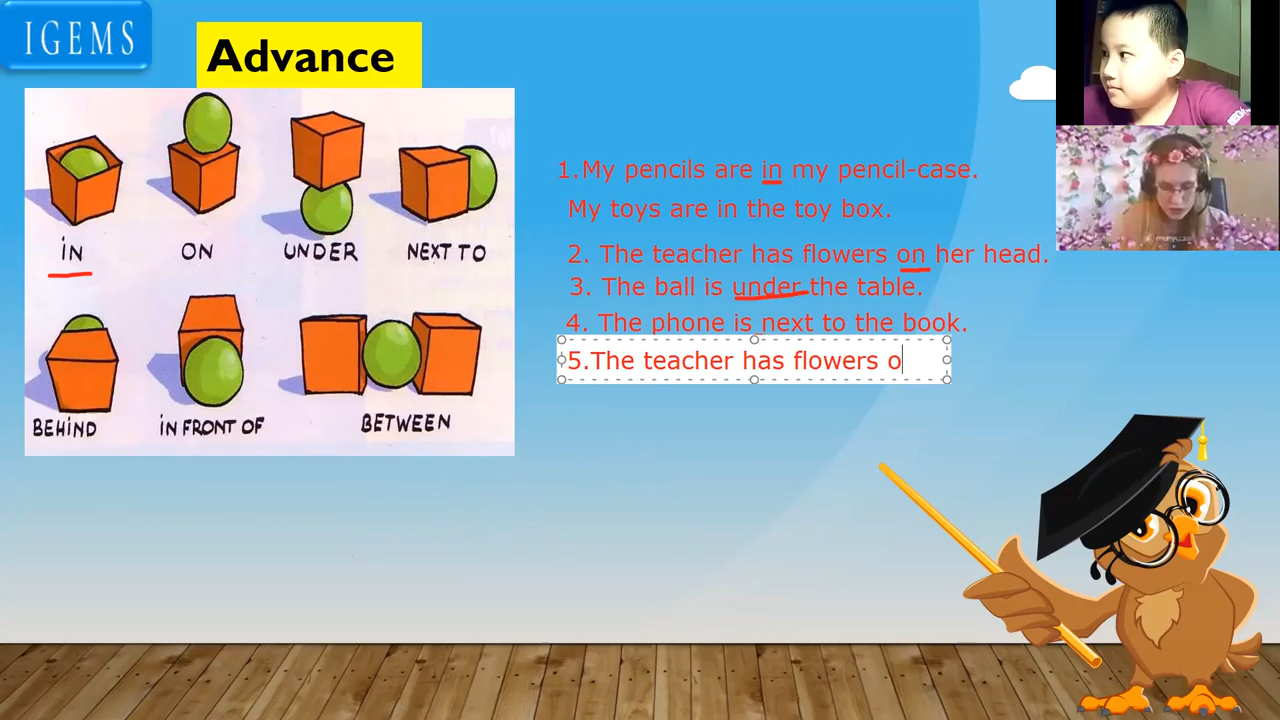 IGEMS
Advance
iN
ON
UNDER
NEXT TO
BEHiND
iN FRONT OF
BETWEEN
1.My pencils are in my pencil-case.
My toys are in the toy box.
2. The teacher has flowers on her head.
3. The ball is under the table.
4. The phone is next to the book.
5.The teacher has flowers o